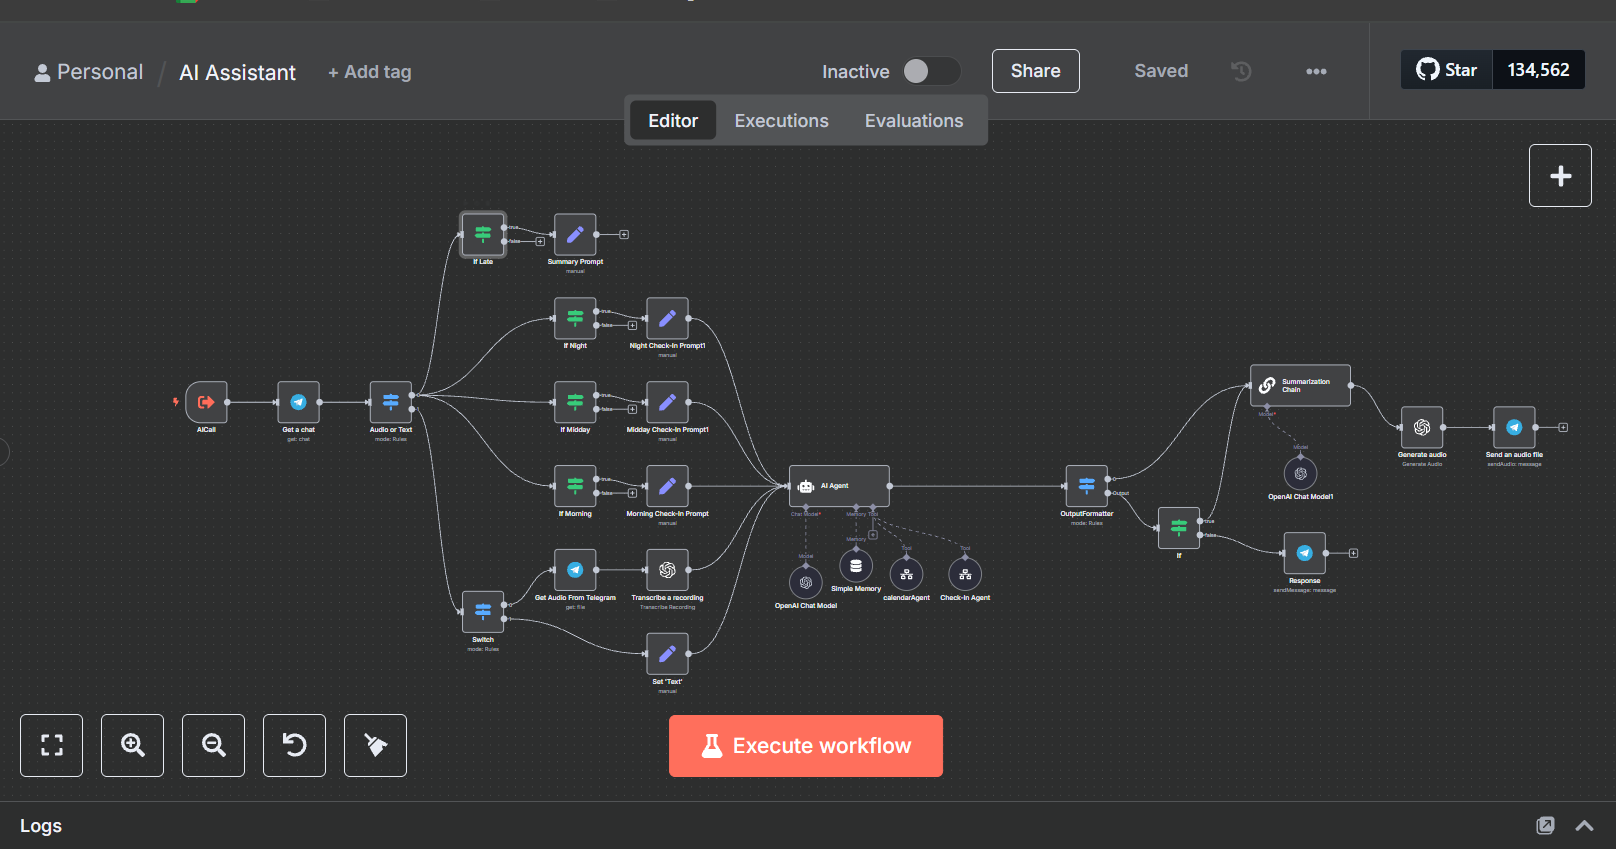 Personal / AI Assistant + Add tag
Inactive
Share
Saved
Star 134,562
Editor Executions Evaluations
If Late
true
false
Summary Prompt
manual
If Night
true
false
Night Check-In Prompt1
manual
AICall
Get a chat
get: chat
Audio or Text
mode: Rules
If Midday
true
false
Midday Check-In Prompt1
manual
If Morning
true
false
Morning Check-In Prompt
manual
Get Audio From Telegram
get: file
Transcribe a recording
Transcribe Recording
Switch
mode: Rules
Set 'Text'
manual
AI Agent
Chat Model*
Memory
Tool
Model
OpenAI Chat Model
Memory
Simple Memory
Tool
calendarAgent
Tool
Check-In Agent
OutputFormatter
mode: Rules
Output
If
true
false
Summarization
Chain
Model*
Model
OpenAI Chat Model1
Response
sendMessage: message
Generate audio
Generate Audio
Send an audio file
sendAudio: message
Execute workflow
Logs